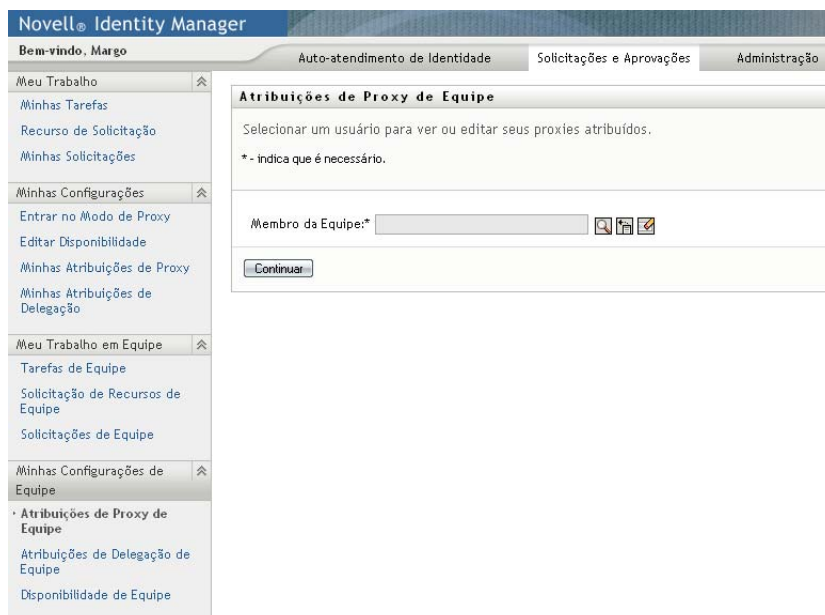 Novell® Identity Manager
Bem-vindo, Margo
Auto-atendimento de Identidade
Solicitações e Aprovações
Administração
Meu Trabalho
Minhas Tarefas
Recurso de Solicitação
Minhas Solicitações
Minhas Configurações
Entrar no Modo de Proxy
Editar Disponibilidade
Minhas Atribuições de Proxy
Minhas Atribuições de
Delegação
Meu Trabalho em Equipe
Tarefas de Equipe
Solicitação de Recursos de
Equipe
Solicitações de Equipe
Minhas Configurações de
Equipe
· Atribuições de Proxy de
Equipe
Atribuições de Delegação de
Equipe
Disponibilidade de Equipe
Atribuições de Proxy de Equipe
Selecionar um usuário para ver ou editar seus proxies atribuídos.
* - indica que é necessário.
Membro da Equipe:*
Continuar